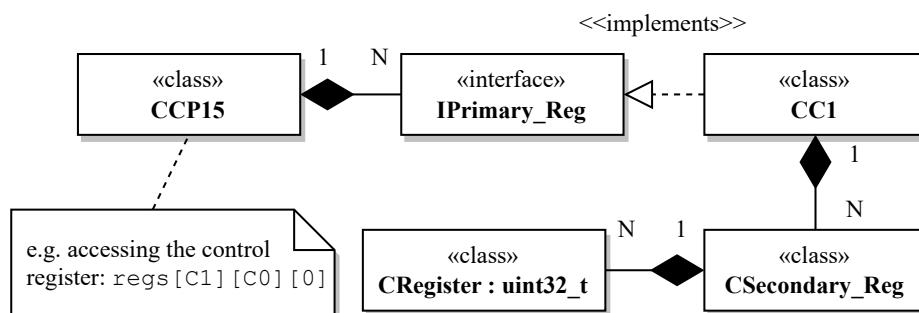 <<implements>>
«class»
CCP15
1
N
«interface»
IPrimary_Reg
«class»
CC1
1
N
e.g. accessing the control
register: regs[C1][C0][0]
«class»
CRegister : uint32_t
N
1
«class»
CSecondary_Reg